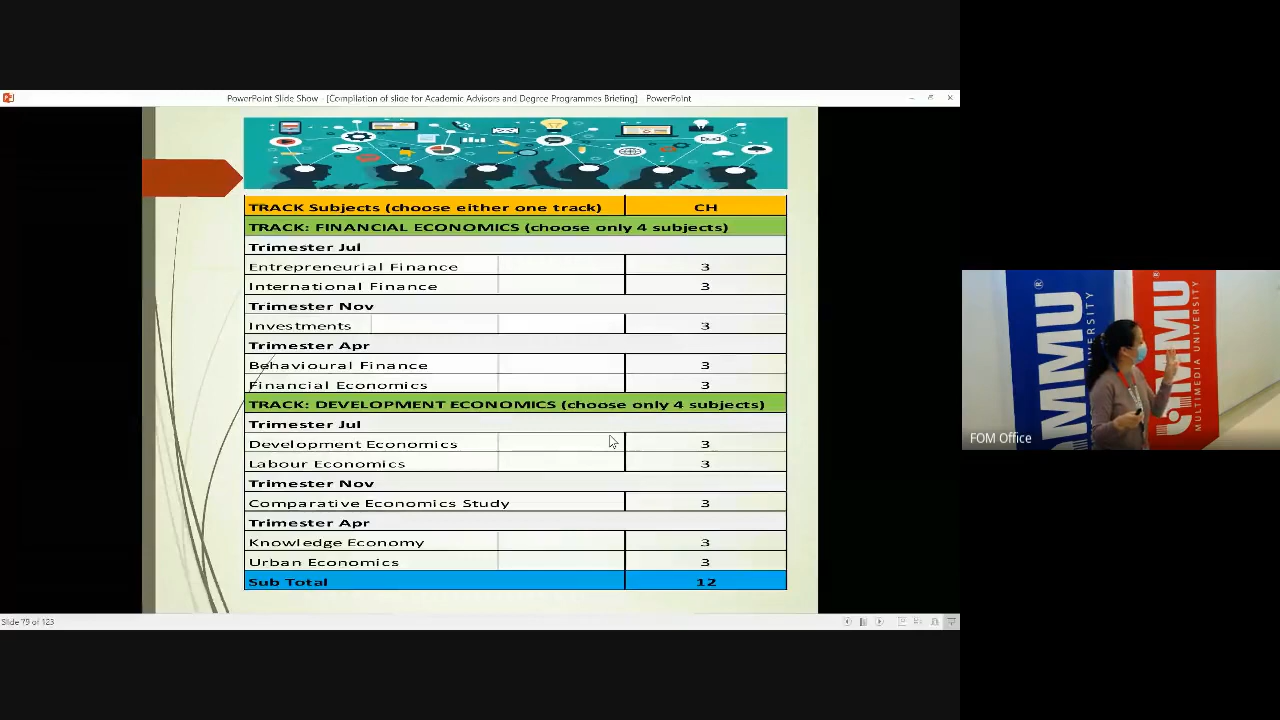 PowerPoint Slide Show - [Compilation of slide for Academic Advisors and Degree Programmes Briefing] - PowerPoint
TRACK Subjects (choose either one track) CH
TRACK: FINANCIAL ECONOMICS (choose only 4 subjects)
Trimester Jul
Entrepreneurial Finance 3
International Finance 3
Trimester Nov
Investments 3
Trimester Apr
Behavioural Finance 3
Financial Economics 3
TRACK: DEVELOPMENT ECONOMICS (choose only 4 subjects)
Trimester Jul
Development Economics 3
Labour Economics 3
Trimester Nov
Comparative Economics Study 3
Trimester Apr
Knowledge Economy 3
Urban Economics 3
Sub Total 12
Slide 79 of 123
MMU
MMU
MULTIMEDIA UNIVERSITY
FOM Office